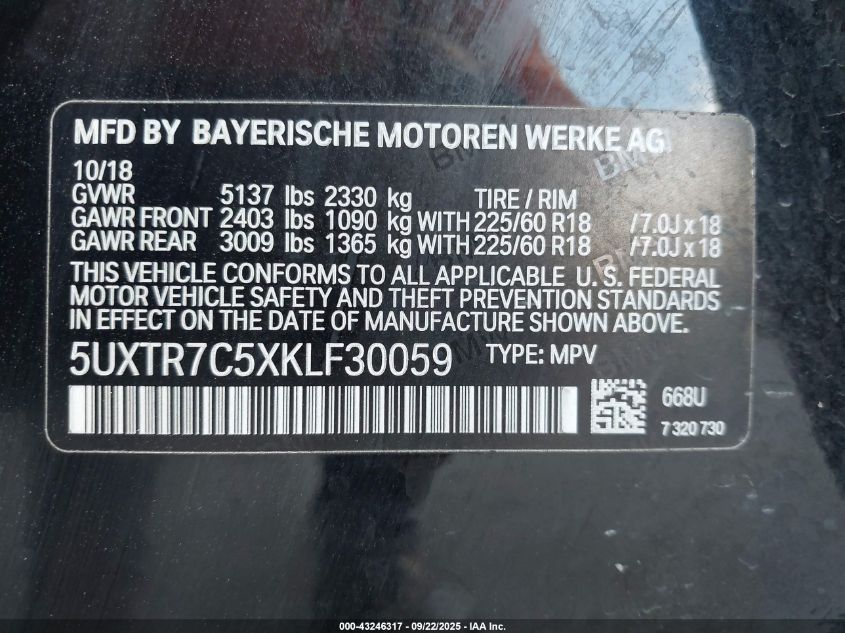 MFD BY BAYERISCHE MOTOREN WERKE AG
10/18
GVWR 5137 lbs 2330 kg TIRE / RIM
GAWR FRONT 2403 lbs 1090 kg WITH 225/60 R18 /7.0J x 18
GAWR REAR 3009 lbs 1365 kg WITH 225/60 R18 /7.0J x 18
THIS VEHICLE CONFORMS TO ALL APPLICABLE U. S. FEDERAL
MOTOR VEHICLE SAFETY AND THEFT PREVENTION STANDARDS
IN EFFECT ON THE DATE OF MANUFACTURE SHOWN ABOVE.
5UXTR7C5XKLF30059 TYPE: MPV
668U
7 320 730
000-43246317 - 09/22/2025 - IAA Inc.